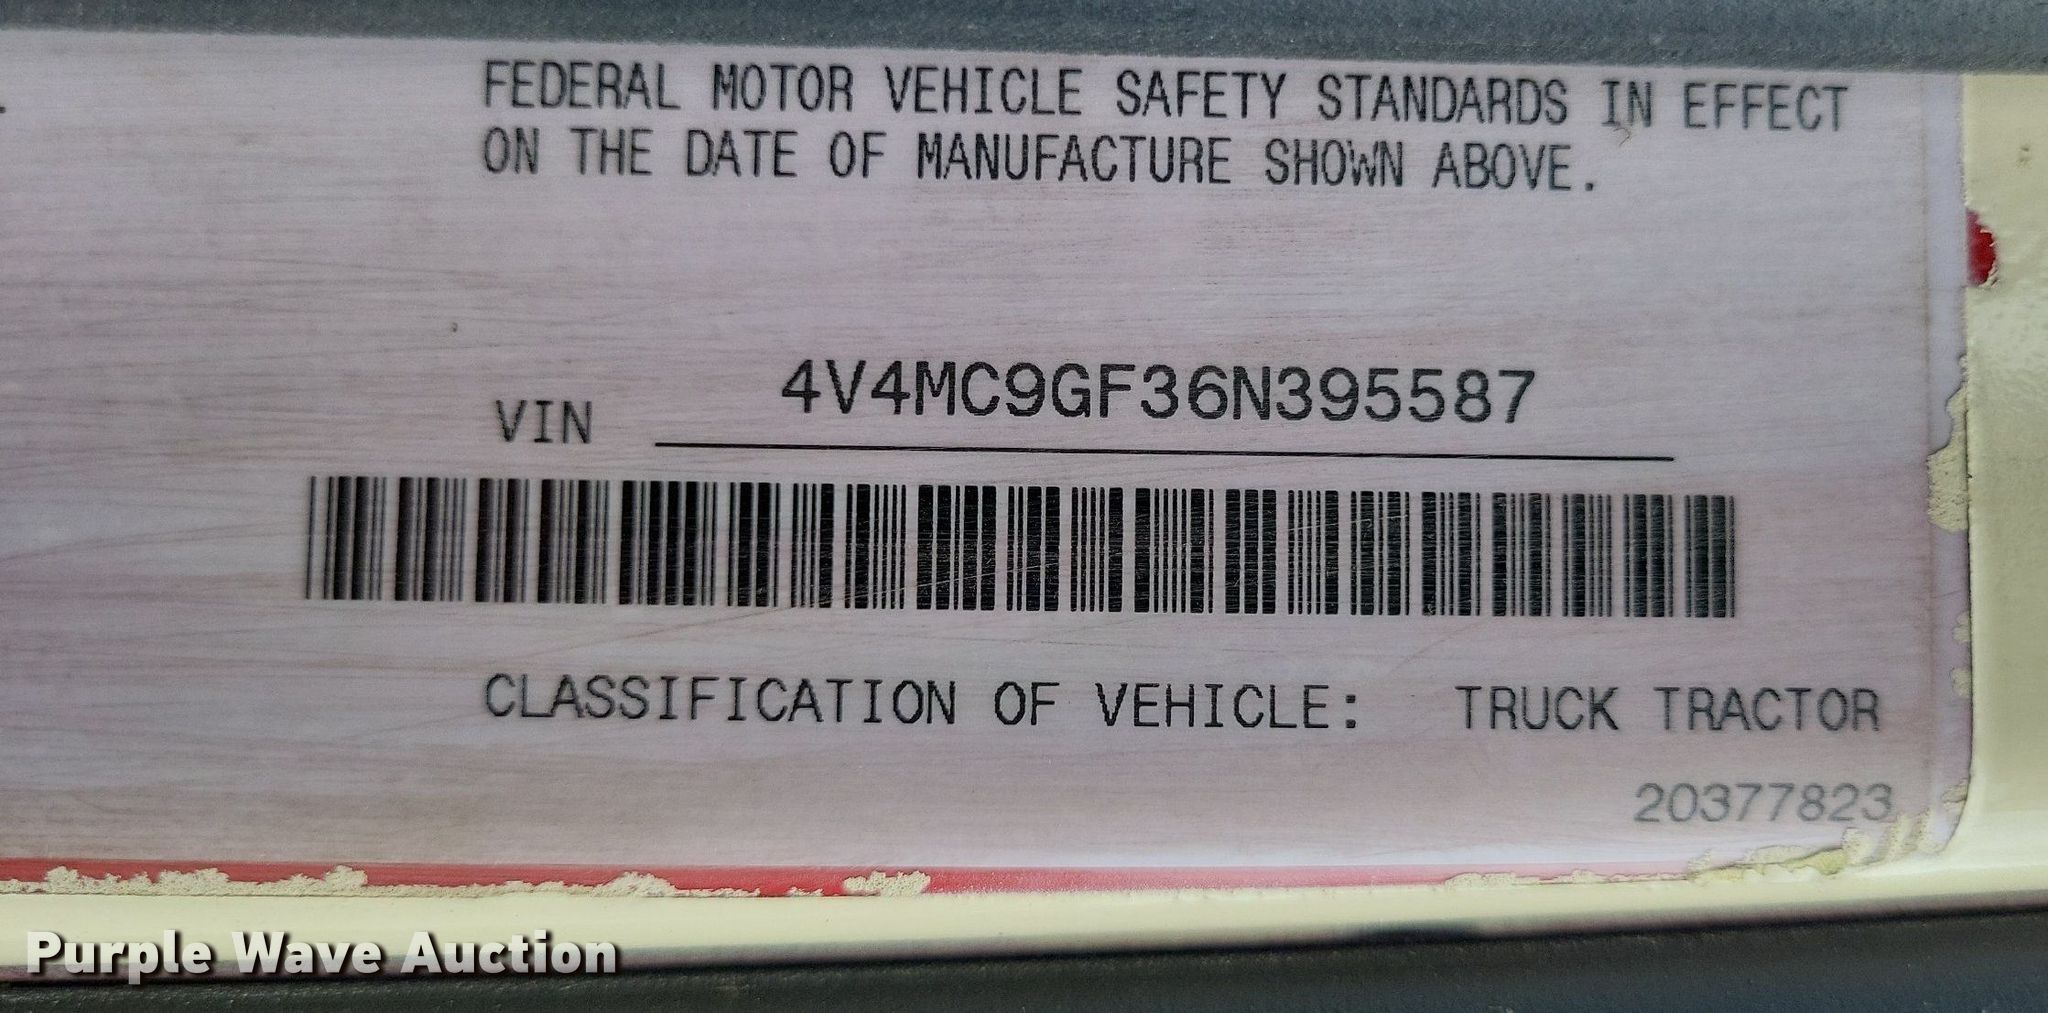 FEDERAL MOTOR VEHICLE SAFETY STANDARDS IN EFFECT
ON THE DATE OF MANUFACTURE SHOWN ABOVE.
VIN 4V4MC9GF36N395587
CLASSIFICATION OF VEHICLE: TRUCK TRACTOR
20377823
Purple Wave Auction